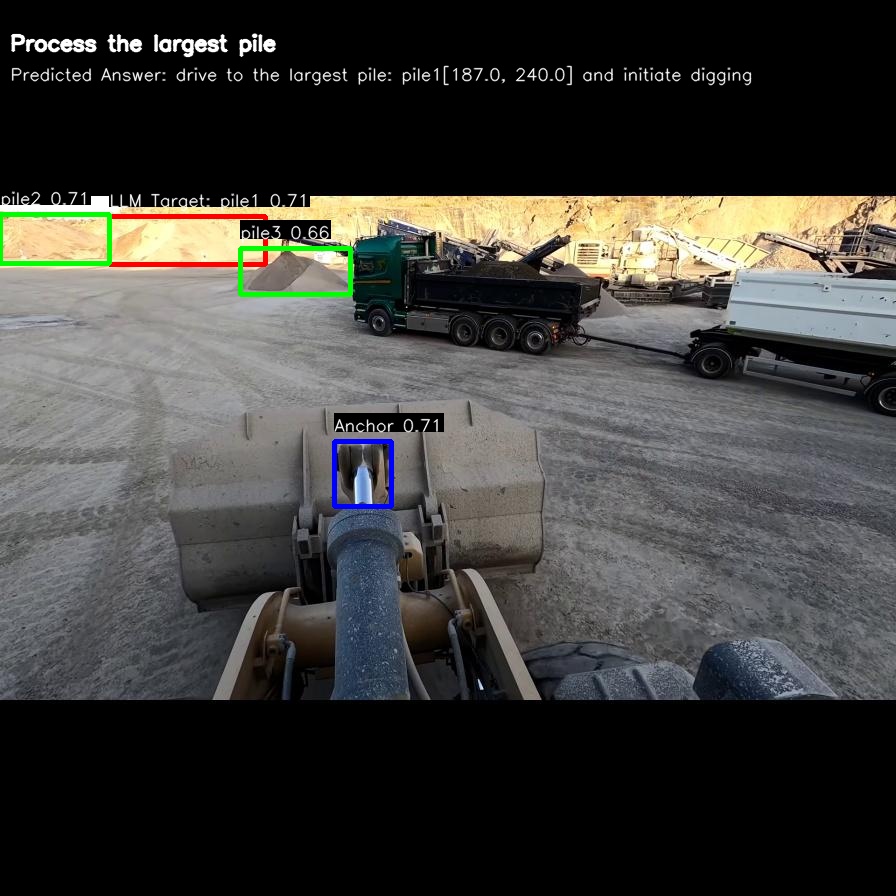 Process the largest pile
Predicted Answer: drive to the largest pile: pile1[187.0, 240.0] and initiate digging
pile2 0.71
LLM Target: pile1 0.71
pile3 0.66
Anchor 0.71